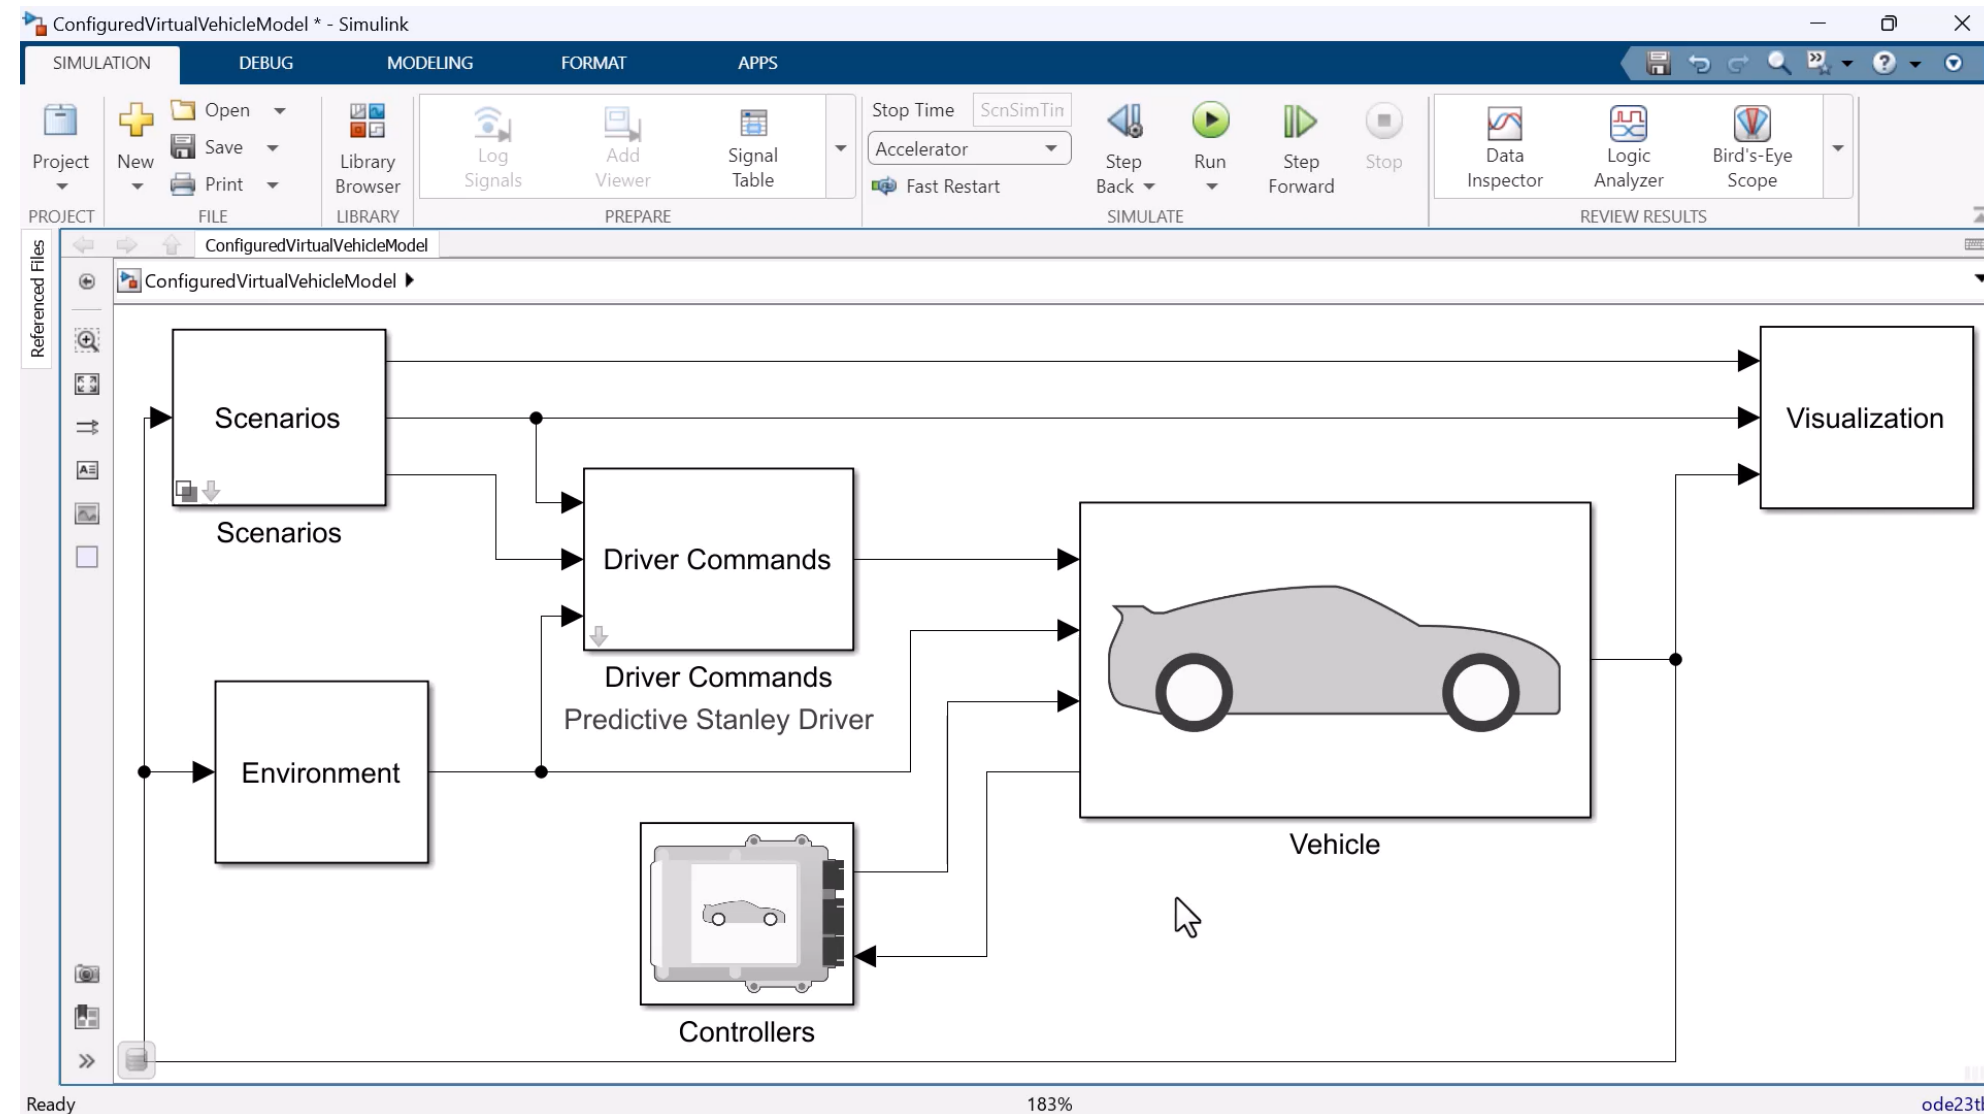 ConfiguredVirtualVehicleModel * - Simulink
SIMULATION DEBUG MODELING FORMAT APPS
Project
New
Open
Save
Print
Library
Browser
Log
Signals
Add
Viewer
Signal
Table
Stop Time ScnSimTin
Accelerator
Fast Restart
Step
Back
Run
Step
Forward
Stop
Data
Inspector
Logic
Analyzer
Bird's-Eye
Scope
PROJECT FILE LIBRARY PREPARE SIMULATE REVIEW RESULTS
Referenced Files
ConfiguredVirtualVehicleModel
ConfiguredVirtualVehicleModel
Scenarios
Scenarios
Visualization
Driver Commands
Driver Commands
Predictive Stanley Driver
Environment
Vehicle
Controllers
Ready 183% ode23tb